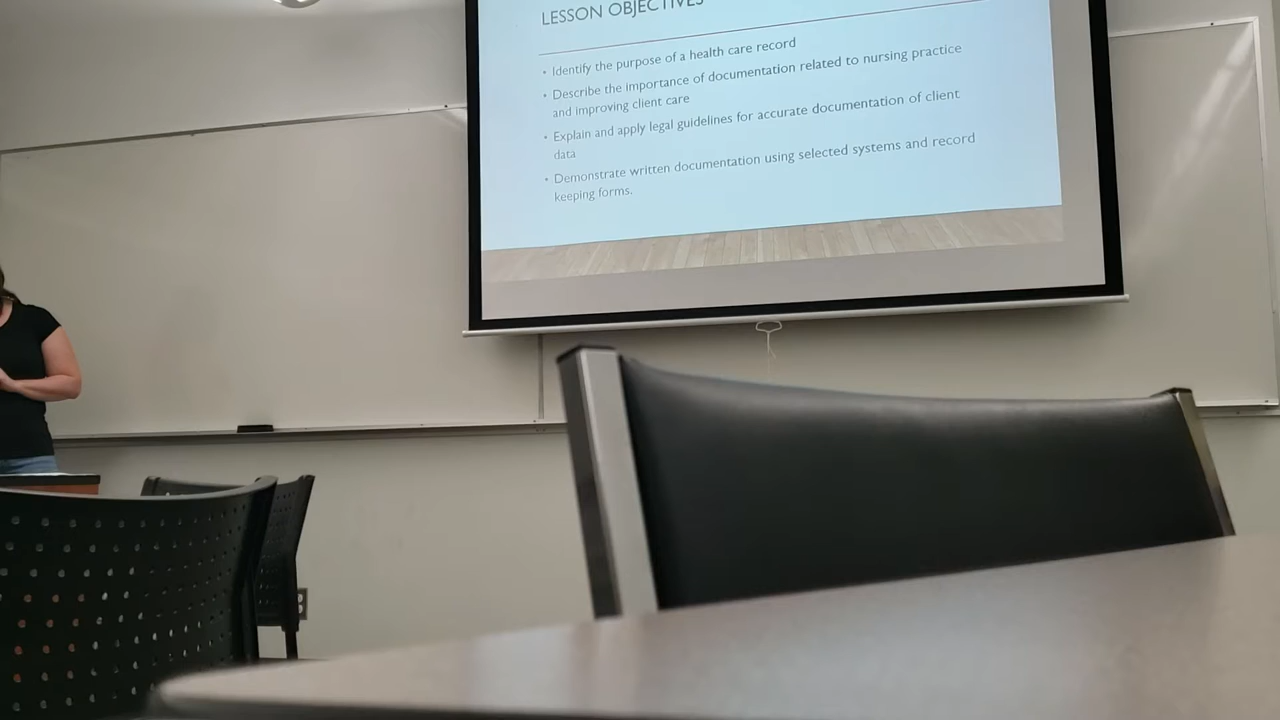 LESSON OBJECTIVES
• Identify the purpose of a health care record
• Describe the importance of documentation related to nursing practice
and improving client care
• Explain and apply legal guidelines for accurate documentation of client
data
• Demonstrate written documentation using selected systems and record
keeping forms.